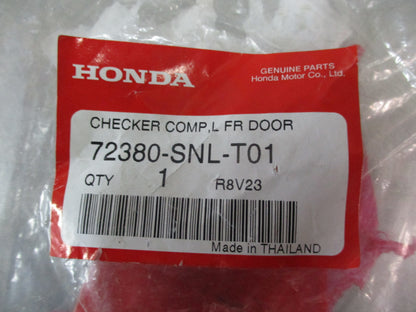 HONDA
GENUINE PARTS
Honda Motor Co., Ltd.
CHECKER COMP,L FR DOOR
72380-SNL-T01
QTY 1 R8V23
Made in THAILAND